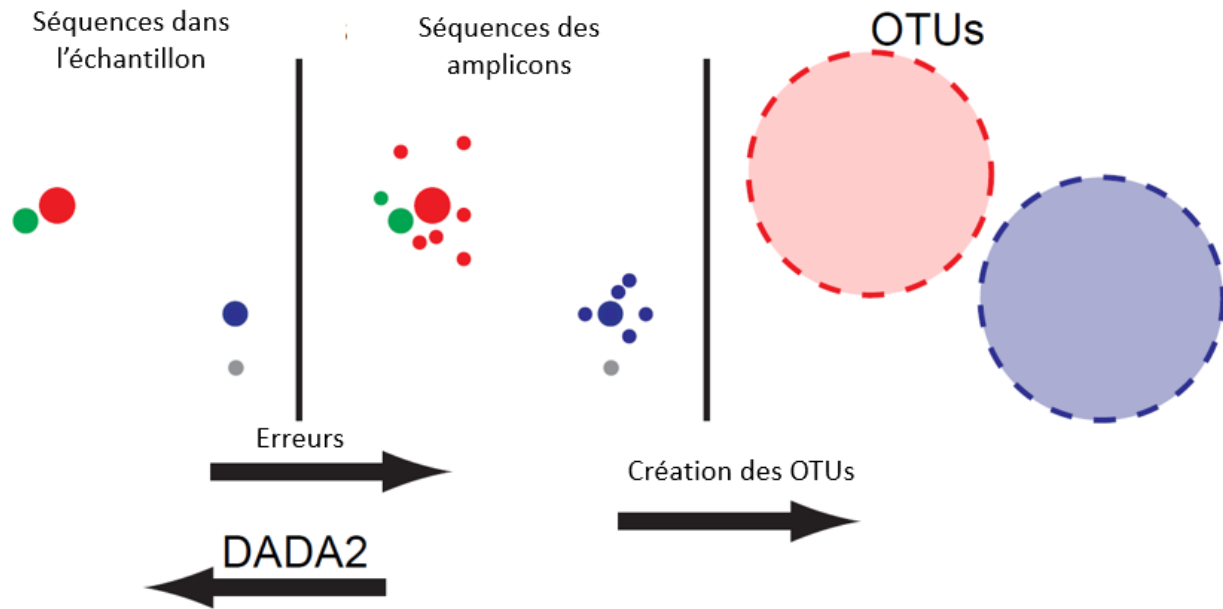 Séquences dans
l’échantillon
Séquences des
amplicons
OTUs
Erreurs
Création des OTUs
DADA2